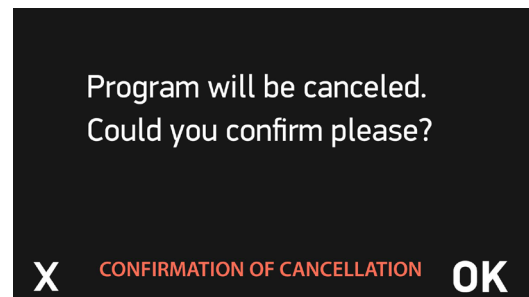 Program will be canceled.
Could you confirm please?
X CONFIRMATION OF CANCELLATION OK